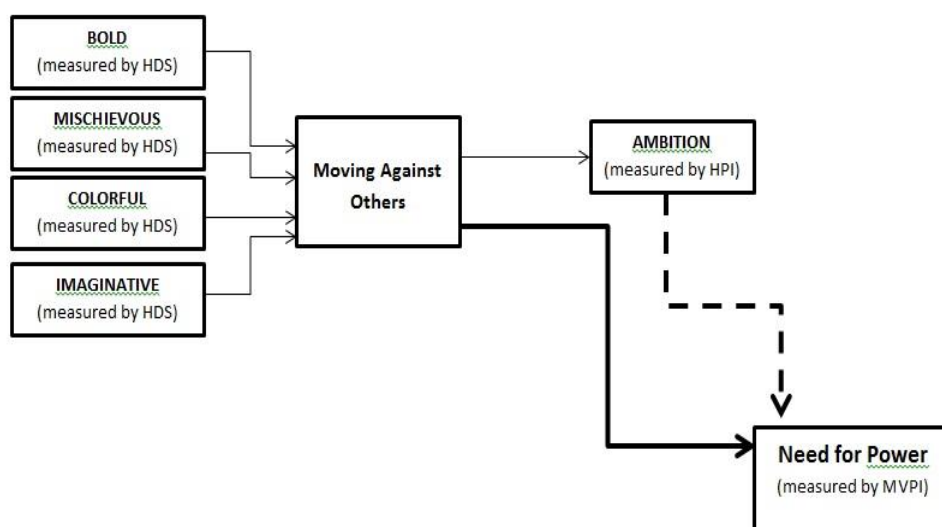 BOLD
(measured by HDS)
MISCHIEVOUS
(measured by HDS)
COLORFUL
(measured by HDS)
IMAGINATIVE
(measured by HDS)
Moving Against
Others
AMBITION
(measured by HPI)
Need for Power
(measured by MVPI)